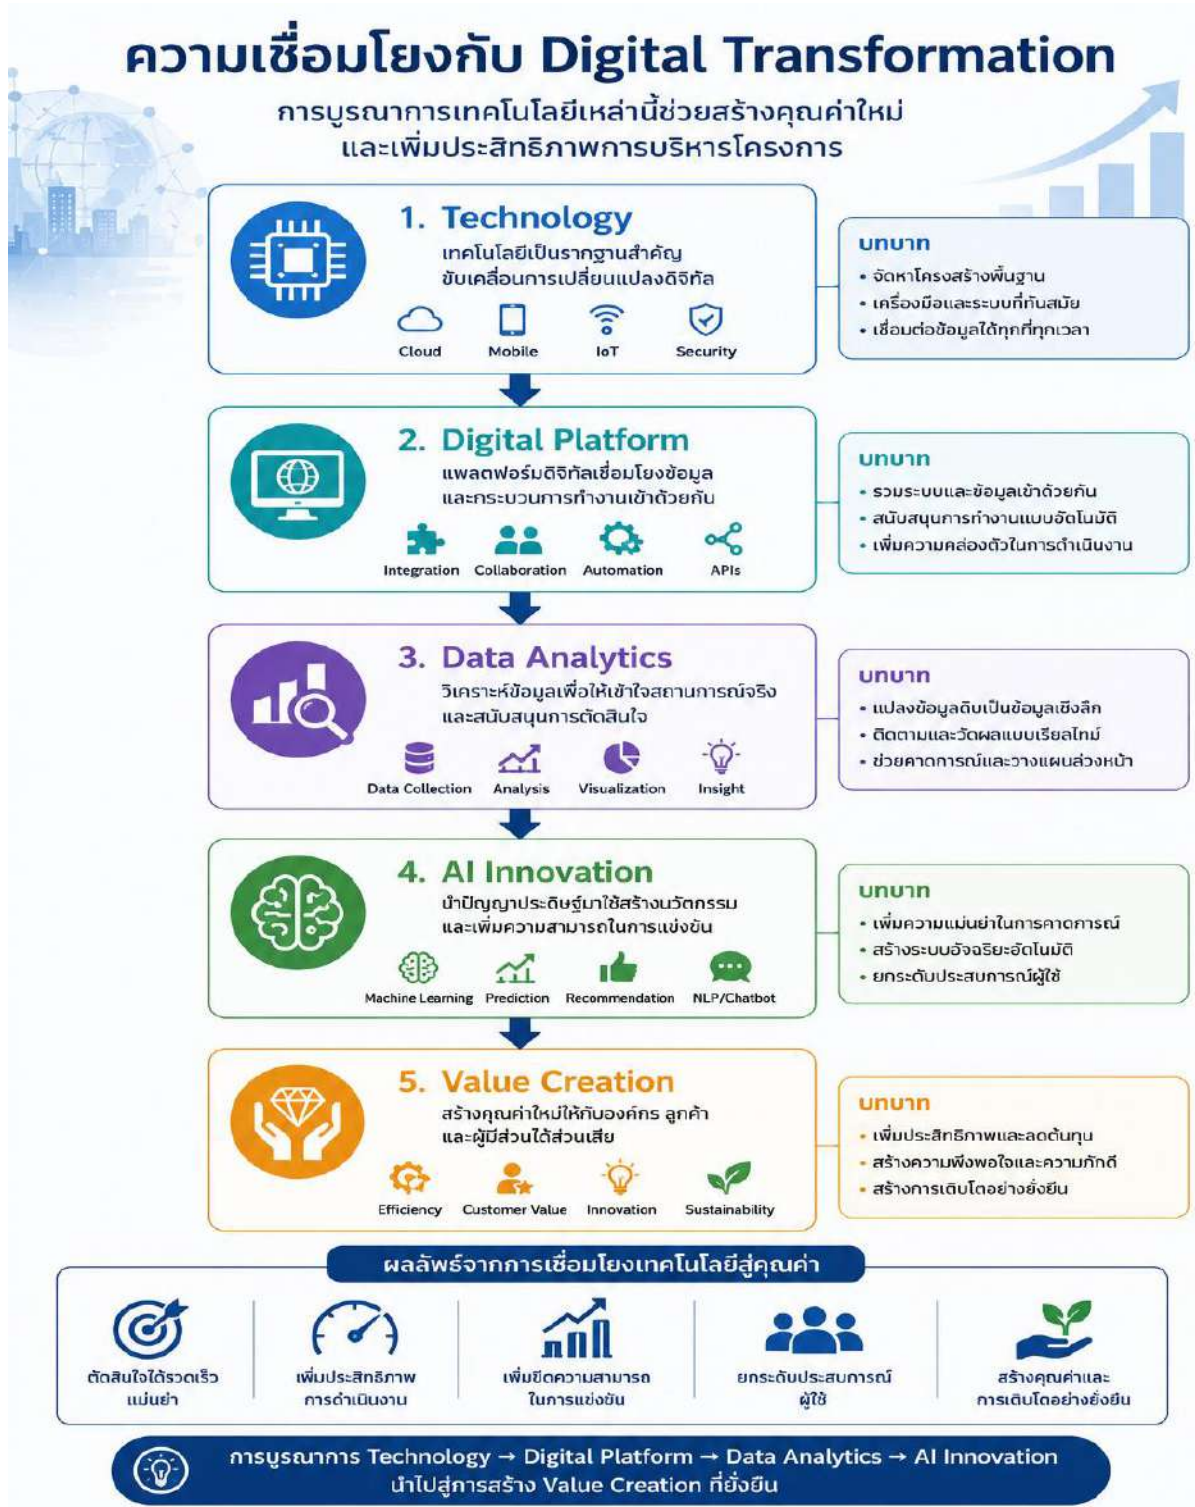 ความเชื่อมโยงกับ Digital Transformation
การบูรณาการเทคโนโลยีเหล่านี้ช่วยสร้างคุณค่าใหม่
และเพิ่มประสิทธิภาพการบริหารโครงการ
1. Technology
เทคโนโลยีเป็นรากฐานสำคัญ
ขับเคลื่อนการเปลี่ยนแปลงดิจิทัล
Cloud Mobile IoT Security
บทบาท
• จัดหาโครงสร้างพื้นฐาน
• เครื่องมือและระบบที่ทันสมัย
• เชื่อมต่อข้อมูลได้ทุกที่ทุกเวลา
2. Digital Platform
แพลตฟอร์มดิจิทัลเชื่อมโยงข้อมูล
และกระบวนการทำงานเข้าด้วยกัน
Integration Collaboration Automation APIs
บทบาท
• รวมระบบและข้อมูลเข้าด้วยกัน
• สนับสนุนการทำงานแบบอัตโนมัติ
• เพิ่มความคล่องตัวในการดำเนินงาน
3. Data Analytics
วิเคราะห์ข้อมูลเพื่อให้เข้าใจสถานการณ์จริง
และสนับสนุนการตัดสินใจ
Data Collection Analysis Visualization Insight
บทบาท
• แปลงข้อมูลดิบเป็นข้อมูลเชิงลึก
• ติดตามและวัดผลแบบเรียลไทม์
• ช่วยคาดการณ์และวางแผนล่วงหน้า
4. AI Innovation
นำปัญญาประดิษฐ์มาใช้สร้างนวัตกรรม
และเพิ่มความสามารถในการแข่งขัน
Machine Learning Prediction Recommendation NLP/Chatbot
บทบาท
• เพิ่มความแม่นยำในการคาดการณ์
• สร้างระบบอัจฉริยะอัตโนมัติ
• ยกระดับประสบการณ์ผู้ใช้
5. Value Creation
สร้างคุณค่าใหม่ให้กับองค์กร ลูกค้า
และผู้มีส่วนได้ส่วนเสีย
Efficiency Customer Value Innovation Sustainability
บทบาท
• เพิ่มประสิทธิภาพและลดต้นทุน
• สร้างความพึงพอใจและความภักดี
• สร้างการเติบโตอย่างยั่งยืน
ผลลัพธ์จากการเชื่อมโยงเทคโนโลยีสู่คุณค่า
ตัดสินใจได้รวดเร็ว
แม่นยำ
เพิ่มประสิทธิภาพ
การดำเนินงาน
เพิ่มขีดความสามารถ
ในการแข่งขัน
ยกระดับประสบการณ์
ผู้ใช้
สร้างคุณค่าและ
การเติบโตอย่างยั่งยืน
การบูรณาการ Technology → Digital Platform → Data Analytics → AI Innovation
นำไปสู่การสร้าง Value Creation ที่ยั่งยืน